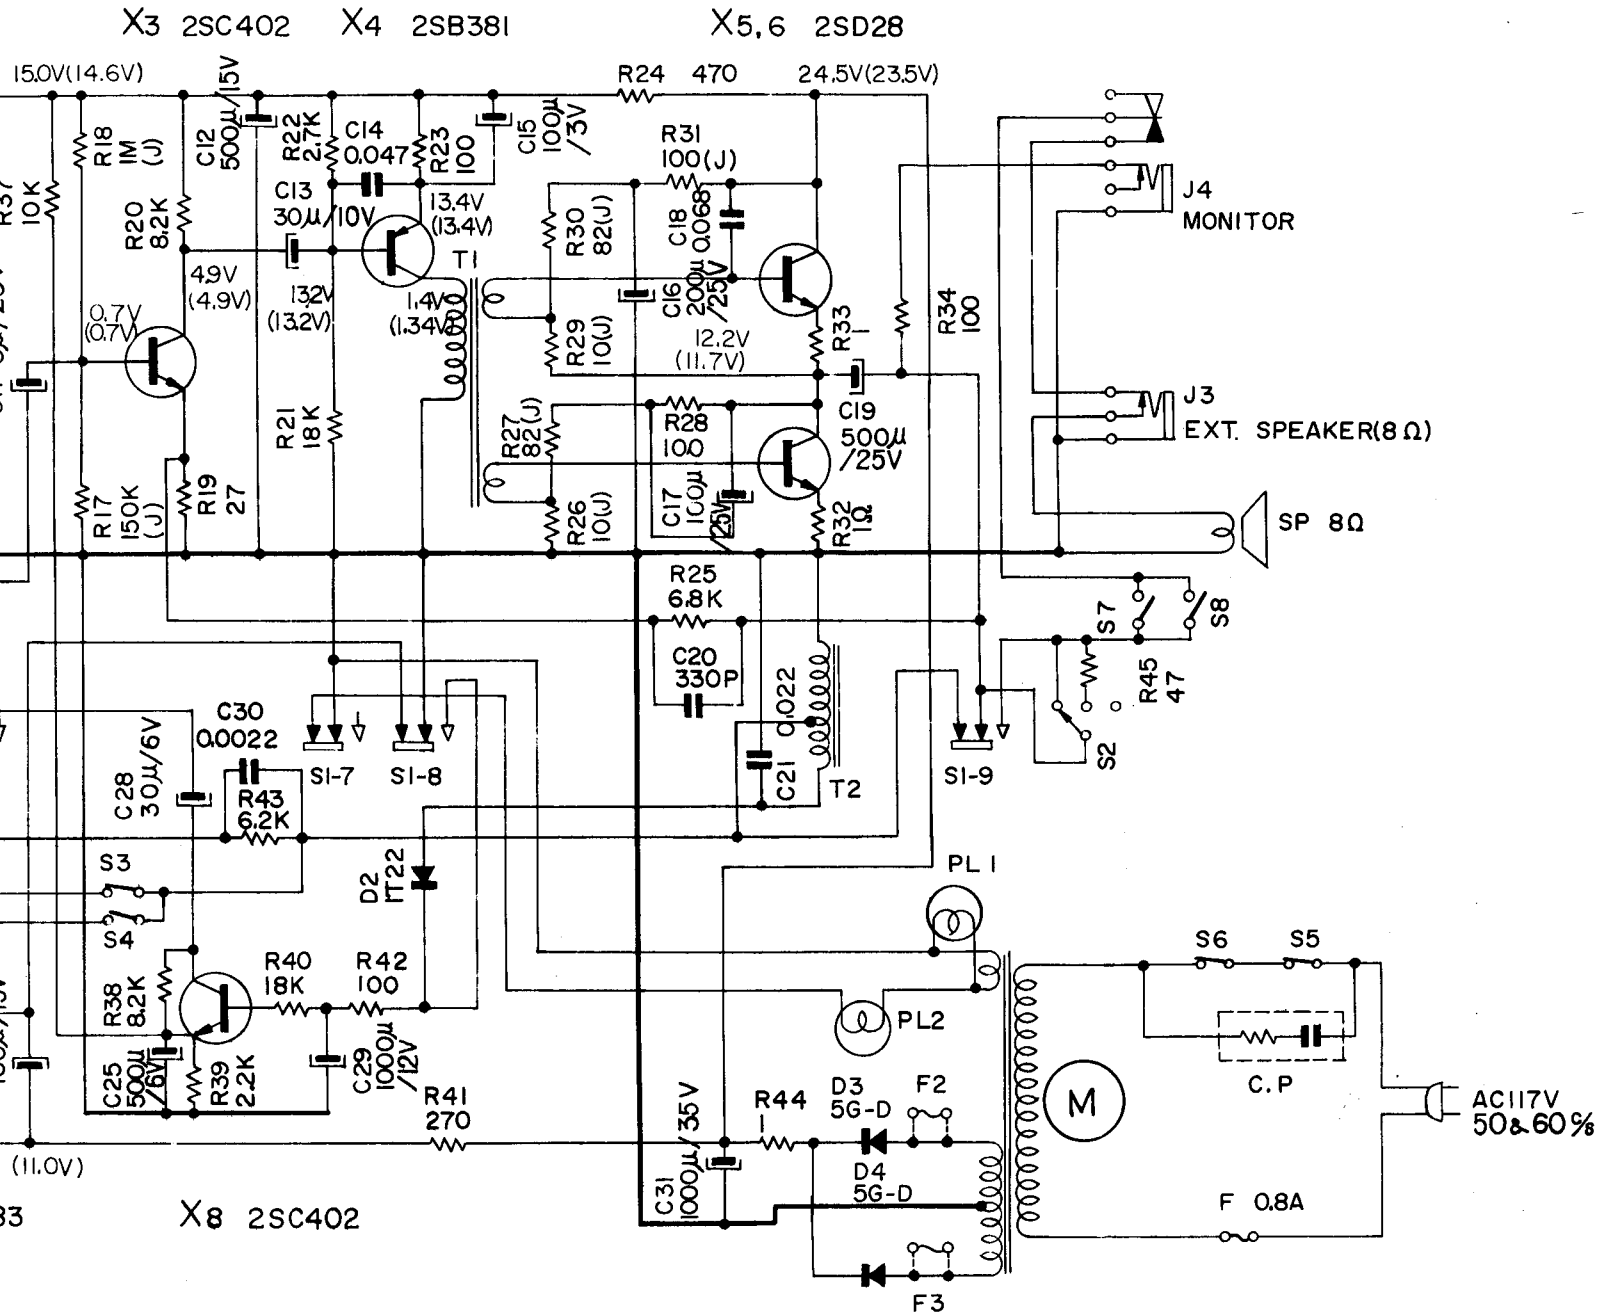 X3 2SC402 X4 2SB381 X5,6 2SD28
15.0V(14.6V)
R24 470
24.5V(23.5V)
R37
10K
R18
1M
(J)
R20
8.2K
C12
500μ/15V
R22
2.7K
C14
0.047
R23
100
C15
100μ
/3V
R31
100(J)
C13
30μ/10V
13.4V
(13.4V)
R30
82(J)
C18
0.068
J4
MONITOR
4.9V
(4.9V)
T1
C16
200μ
/25V
0.7V
(0.7V)
13.2V
(13.2V)
1.4V
(1.34V)
R29
10(J)
12.2V
(11.7V)
R33
1
R34
100
R21
18K
R27
82(J)
R28
100
C19
500μ
/25V
J3
EXT. SPEAKER(8Ω)
R17
150K
(J)
R19
27
R26
10(J)
C17
100μ
/25V
R32
1Ω
SP 8Ω
R25
6.8K
S7
S8
C20
330P
R45
47
C30
0.0022
C28
30μ/6V
S1-7
S1-8
C21
0.022
T2
S1-9
S2
R43
6.2K
S3
S4
D2
1T22
PL1
R38
8.2K
R40
18K
R42
100
PL2
S6
S5
C25
500μ
/6V
R39
2.2K
C29
1000μ
/12V
C.P
R41
270
C31
1000μ/35V
R44
1
D3
5G-D
F2
M
AC117V
50&60%
(11.0V)
D4
5G-D
33
X8 2SC402
F 0.8A
F3